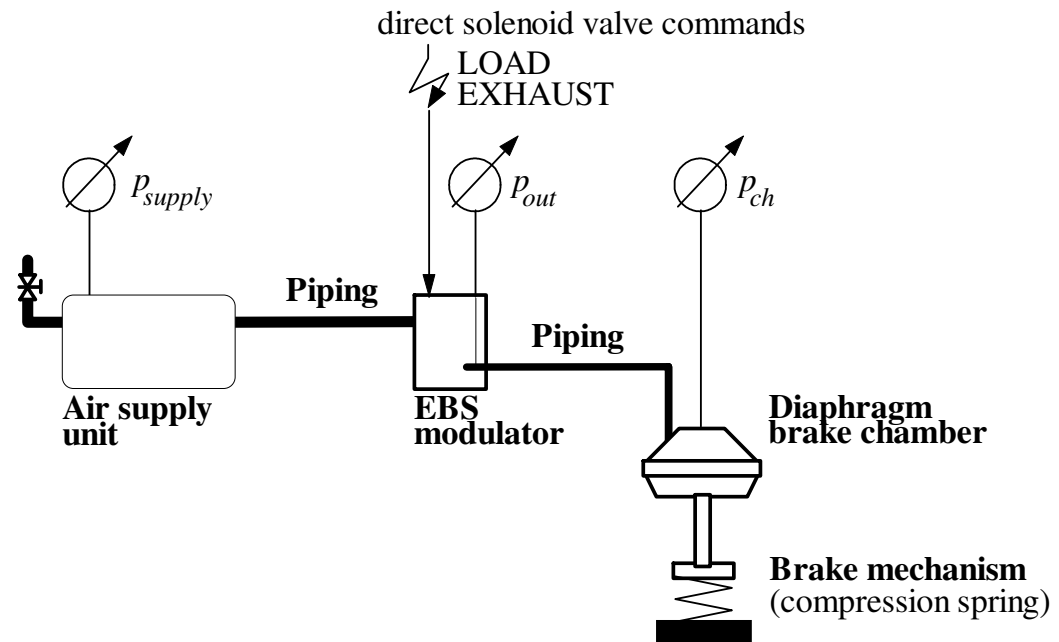 direct solenoid valve commands
LOAD
EXHAUST
p_supply
p_out
p_ch
Piping
Piping
Air supply
unit
EBS
modulator
Diaphragm
brake chamber
Brake mechanism
(compression spring)